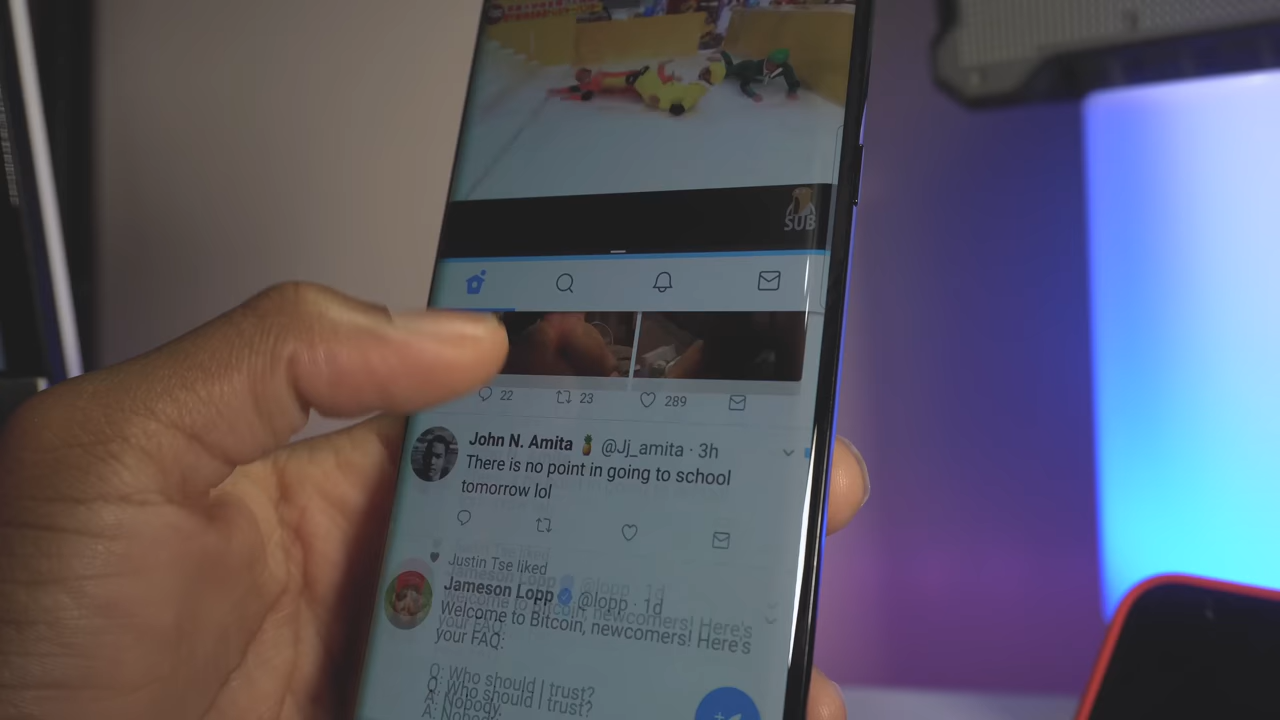 SUB
22 23 289
John N. Amita 🍍 @Jj_amita · 3h
There is no point in going to school
tomorrow lol
Justin Tse liked
Jameson Lopp @lopp · 1d
Welcome to Bitcoin, newcomers! Here's
your FAQ:
Q: Who should I trust?
A: Nobody.